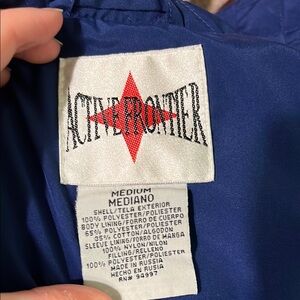 ACTIVE FRONTIER
MEDIUM
MEDIANO
SHELL/TELA EXTERIOR
100% POLYESTER/POLIESTER
BODY LINING/FORRO DE CUERPO
65% POLYESTER/POLIESTER
35% COTTON/ALGODON
SLEEVE LINING/FORRO DE MANGA
100% NYLON/NILON
FILLING/RELLENO
100% POLYESTER/POLIESTER
MADE IN RUSSIA
HECHO EN RUSIA
RN# 94997